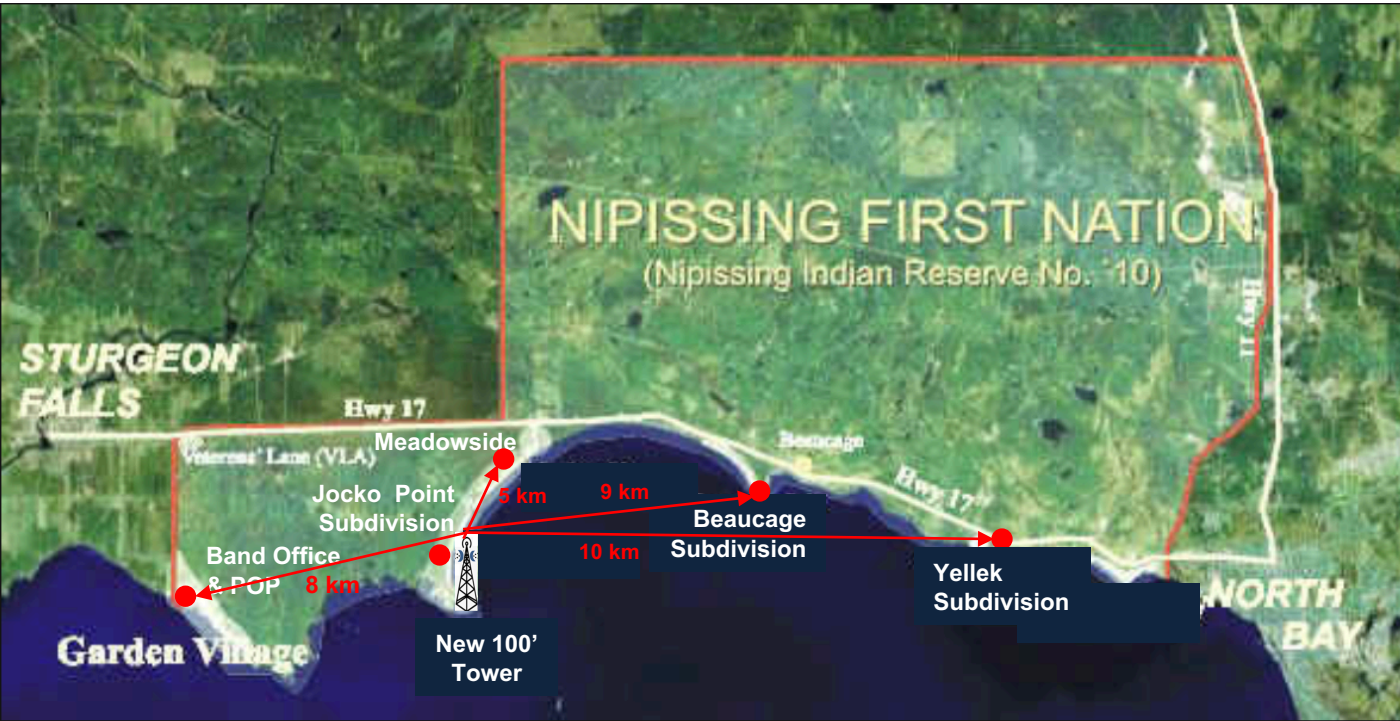 NIPISSING FIRST NATION
(Nipissing Indian Reserve No. `10)
Hwy 11
STURGEON
FALLS
Hwy 17
Meadowside
Veterens' Lane (VLA)
Beaucage
Jocko Point
Subdivision
5 km
9 km
Hwy 17
Beaucage
Subdivision
10 km
Band Office
& POP
8 km
Yellek
Subdivision
NORTH
BAY
Garden Village
New 100’
Tower